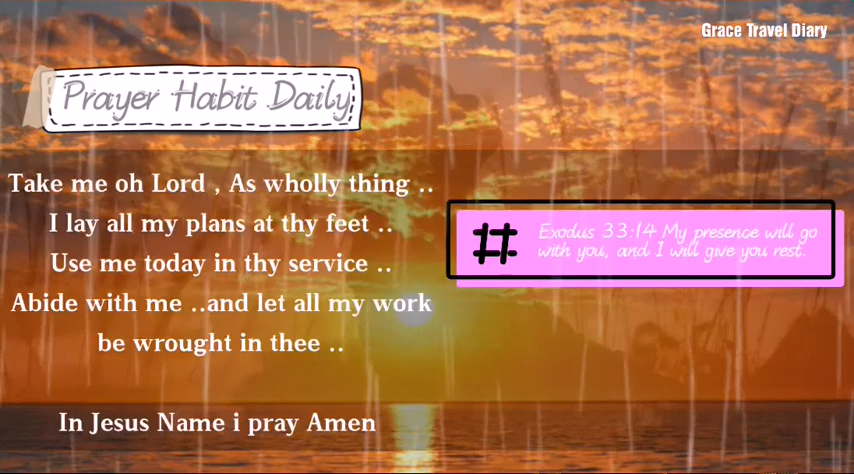 Grace Travel Diary
Prayer Habit Daily
Take me oh Lord , As wholly thing ..
I lay all my plans at thy feet ..
Use me today in thy service ..
Abide with me ..and let all my work
be wrought in thee ..
In Jesus Name i pray Amen
# Exodus 33:14 My presence will go
with you, and I will give you rest.